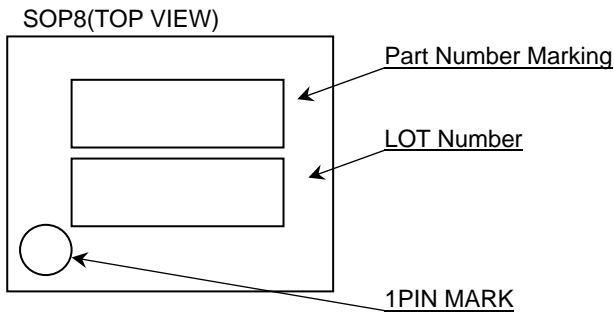 SOP8(TOP VIEW)
Part Number Marking
LOT Number
1PIN MARK